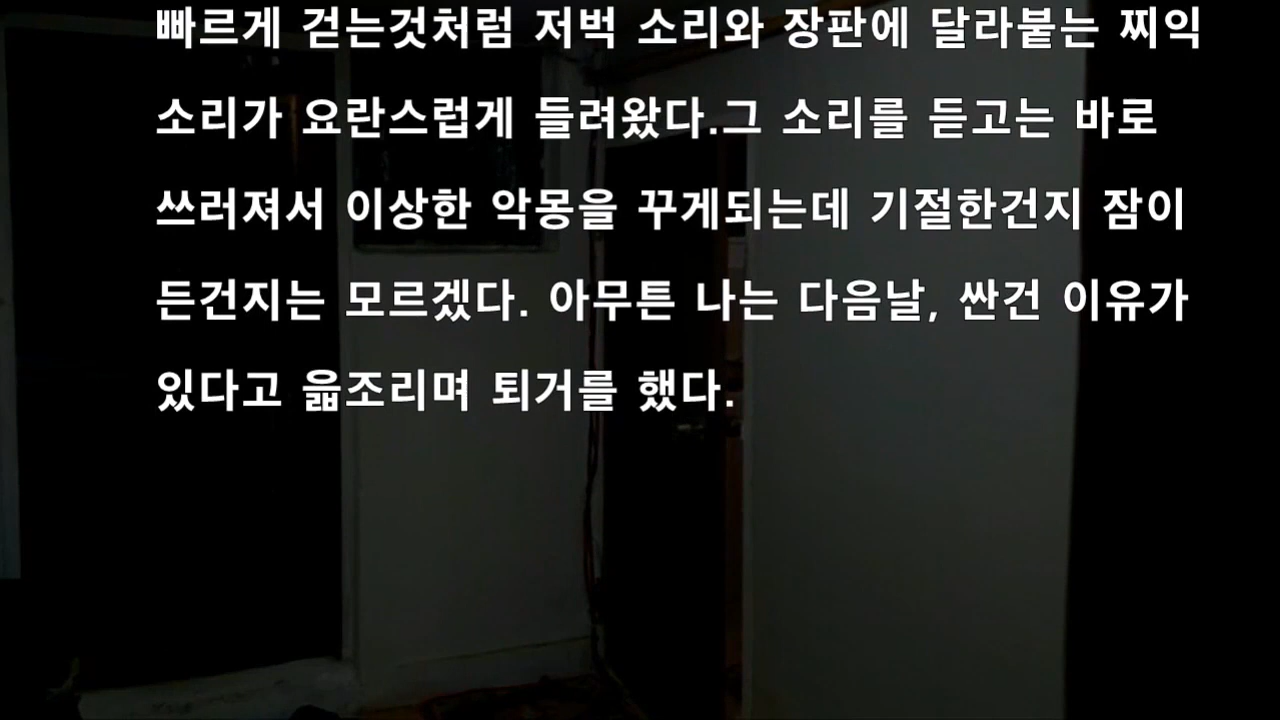 빠르게 걷는것처럼 저벅 소리와 장판에 달라붙는 찌익
소리가 요란스럽게 들려왔다.그 소리를 듣고는 바로
쓰러져서 이상한 악몽을 꾸게되는데 기절한건지 잠이
든건지는 모르겠다. 아무튼 나는 다음날, 싼건 이유가
있다고 읇조리며 퇴거를 했다.